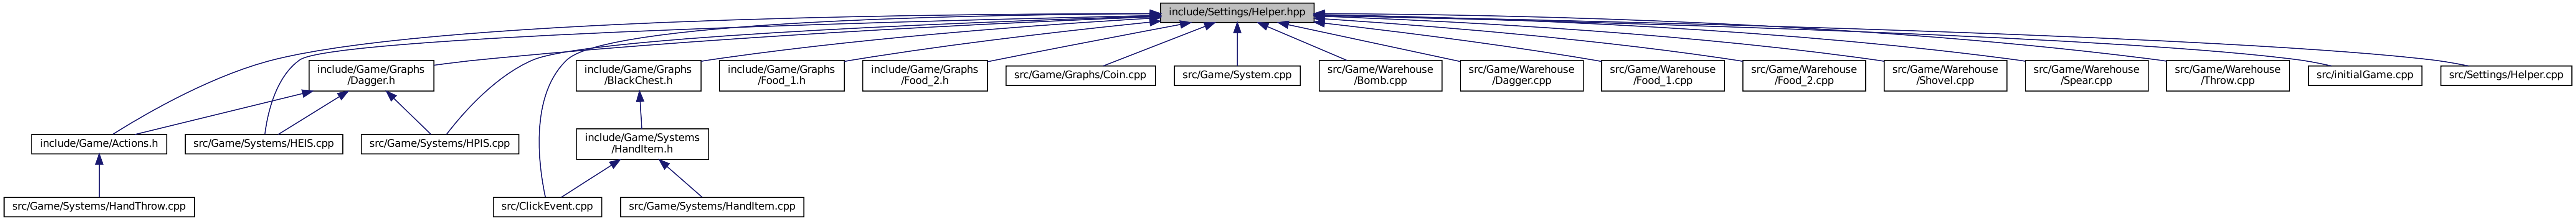 include/Settings/Helper.hpp
include/Game/Graphs
/Dagger.h
include/Game/Graphs
/BlackChest.h
include/Game/Graphs
/Food_1.h
include/Game/Graphs
/Food_2.h
src/Game/Graphs/Coin.cpp
src/Game/System.cpp
src/Game/Warehouse
/Bomb.cpp
src/Game/Warehouse
/Dagger.cpp
src/Game/Warehouse
/Food_1.cpp
src/Game/Warehouse
/Food_2.cpp
src/Game/Warehouse
/Shovel.cpp
src/Game/Warehouse
/Spear.cpp
src/Game/Warehouse
/Throw.cpp
src/initialGame.cpp
src/Settings/Helper.cpp
include/Game/Actions.h
src/Game/Systems/HEIS.cpp
src/Game/Systems/HPIS.cpp
include/Game/Systems
/HandItem.h
src/Game/Systems/HandThrow.cpp
src/ClickEvent.cpp
src/Game/Systems/HandItem.cpp